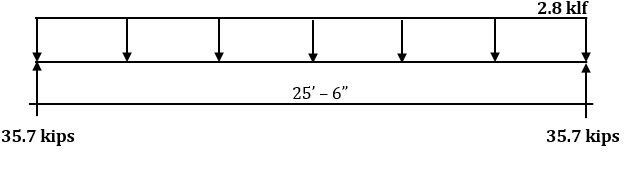 2.8 klf
25’ – 6”
35.7 kips
35.7 kips